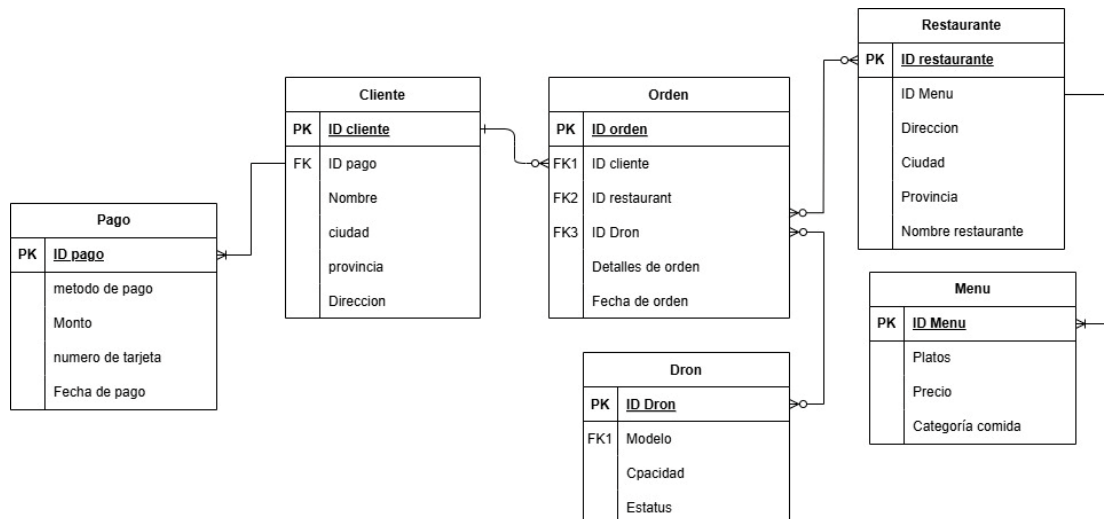 Restaurante
PK ID restaurante
ID Menu
Direccion
Ciudad
Provincia
Nombre restaurante
Cliente
PK ID cliente
FK ID pago
Nombre
ciudad
provincia
Direccion
Orden
PK ID orden
FK1 ID cliente
FK2 ID restaurant
FK3 ID Dron
Detalles de orden
Fecha de orden
Pago
PK ID pago
metodo de pago
Monto
numero de tarjeta
Fecha de pago
Menu
PK ID Menu
Platos
Precio
Categoría comida
Dron
PK ID Dron
FK1 Modelo
Cpacidad
Estatus